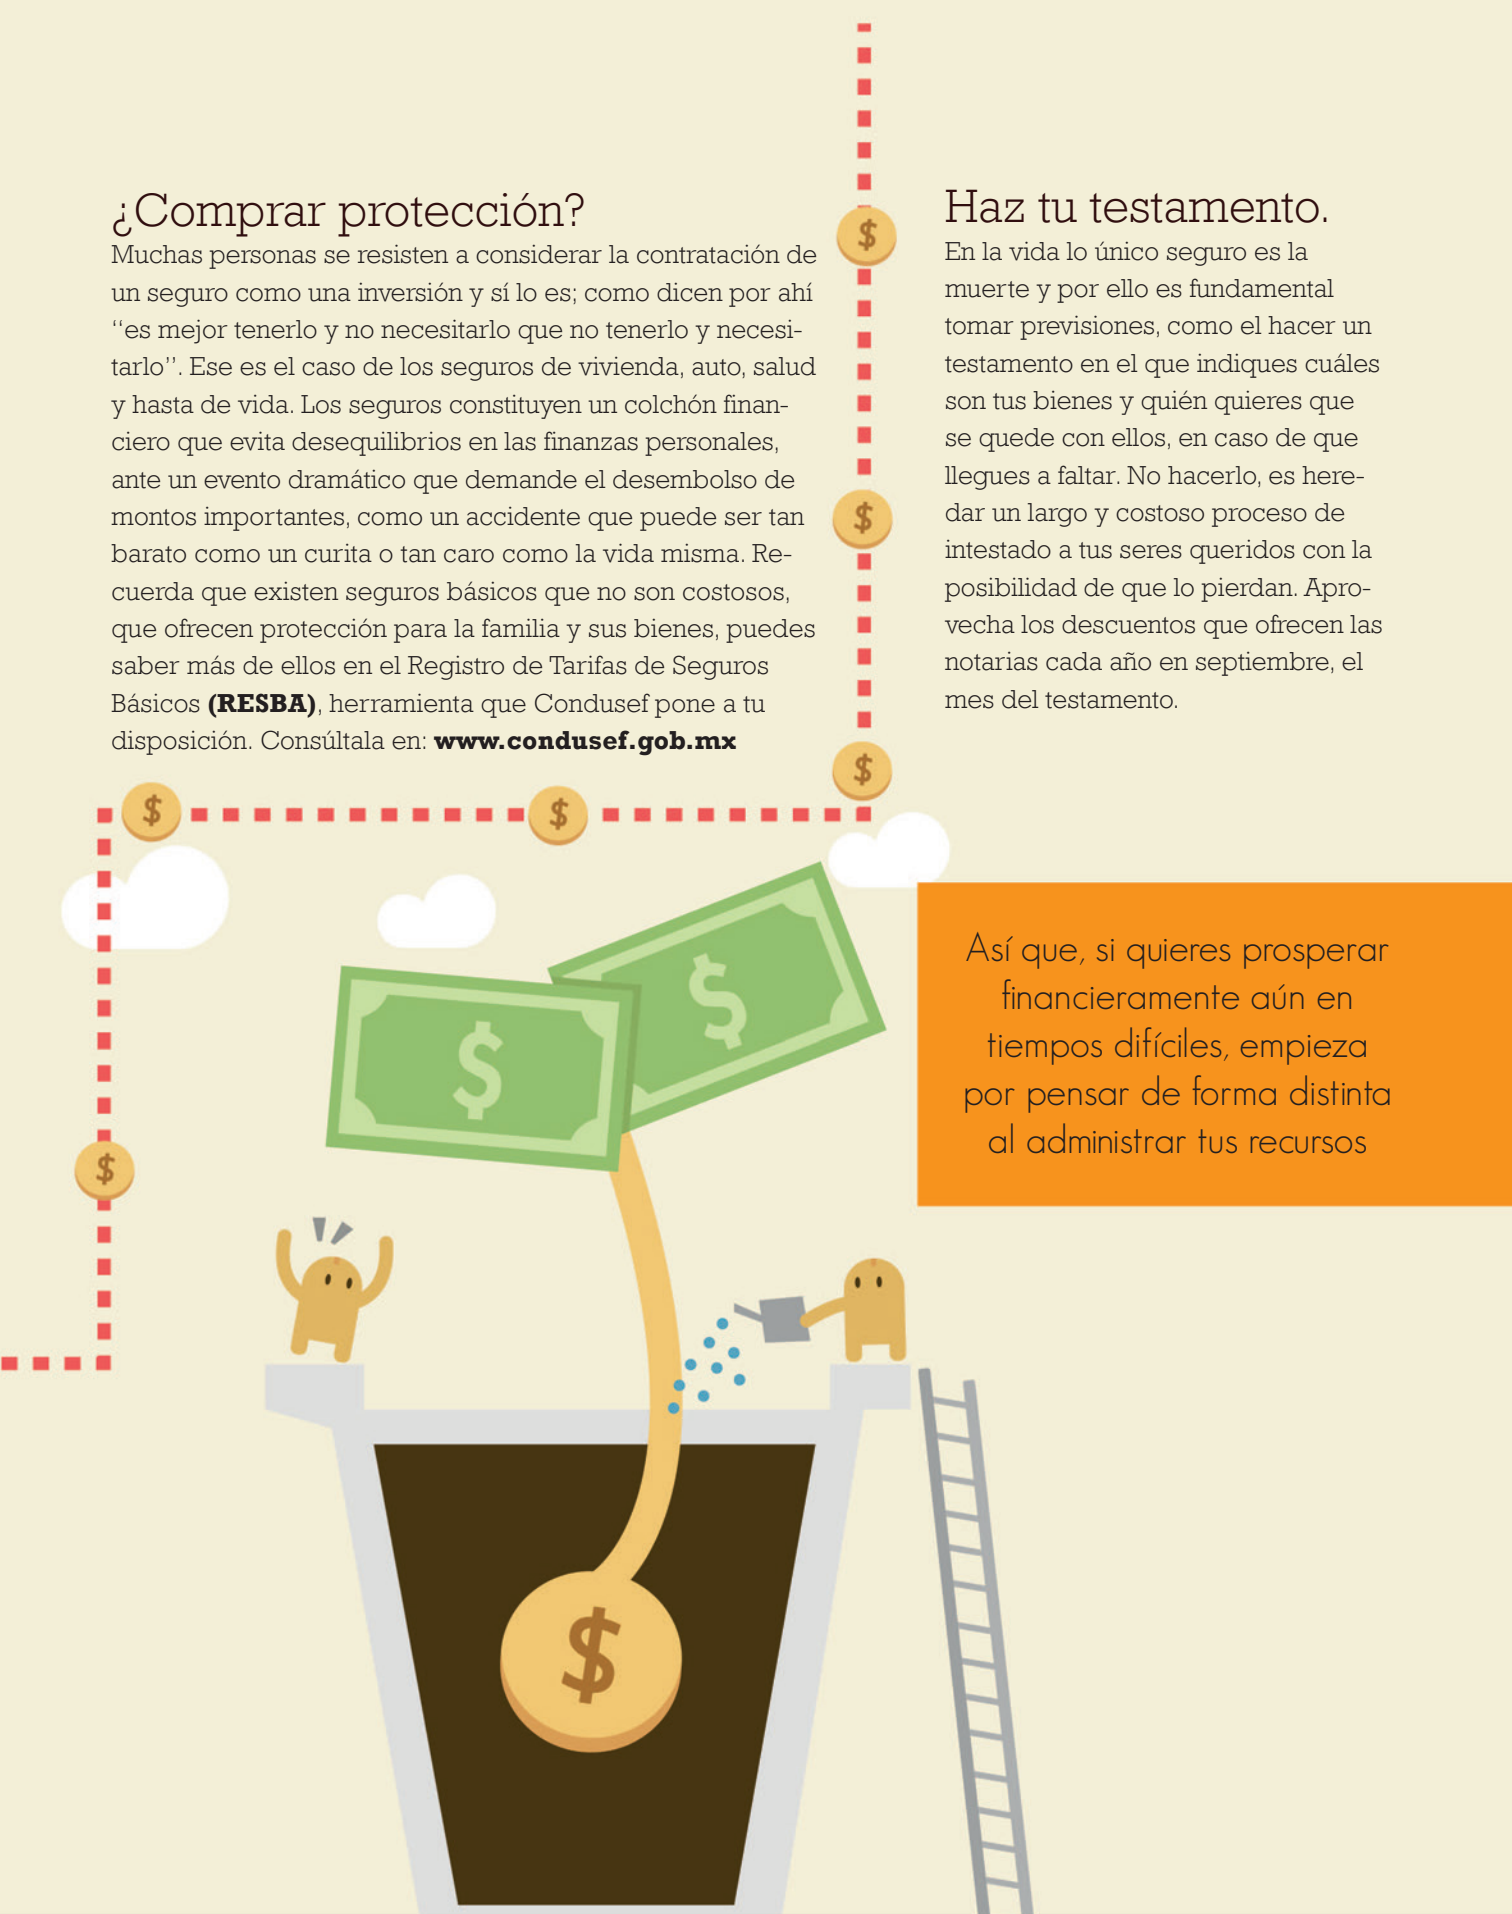 ¿Comprar protección?
Muchas personas se resisten a considerar la contratación de
un seguro como una inversión y sí lo es; como dicen por ahí
‘‘es mejor tenerlo y no necesitarlo que no tenerlo y necesi-
tarlo’’. Ese es el caso de los seguros de vivienda, auto, salud
y hasta de vida. Los seguros constituyen un colchón finan-
ciero que evita desequilibrios en las finanzas personales,
ante un evento dramático que demande el desembolso de
montos importantes, como un accidente que puede ser tan
barato como un curita o tan caro como la vida misma. Re-
cuerda que existen seguros básicos que no son costosos,
que ofrecen protección para la familia y sus bienes, puedes
saber más de ellos en el Registro de Tarifas de Seguros
Básicos (RESBA), herramienta que Condusef pone a tu
disposición. Consúltala en: www.condusef.gob.mx
Haz tu testamento.
En la vida lo único seguro es la
muerte y por ello es fundamental
tomar previsiones, como el hacer un
testamento en el que indiques cuáles
son tus bienes y quién quieres que
se quede con ellos, en caso de que
llegues a faltar. No hacerlo, es here-
dar un largo y costoso proceso de
intestado a tus seres queridos con la
posibilidad de que lo pierdan. Apro-
vecha los descuentos que ofrecen las
notarias cada año en septiembre, el
mes del testamento.
Así que, si quieres prosperar
financieramente aún en
tiempos difíciles, empieza
por pensar de forma distinta
al administrar tus recursos
$
$
$
$
$
$
$
$
$